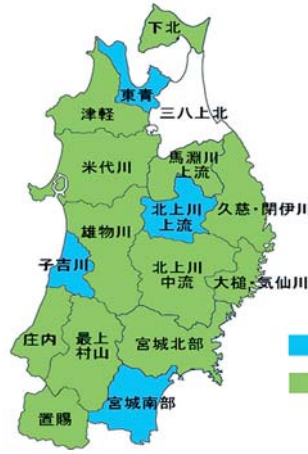 下北
東青
津軽
三八上北
米代川
馬淵川
上流
北上川
上流
久慈・閉伊川
雄物川
子吉川
北上川
中流
大槌・気仙川
庄内
最上
村山
宮城北部
置賜
宮城南部